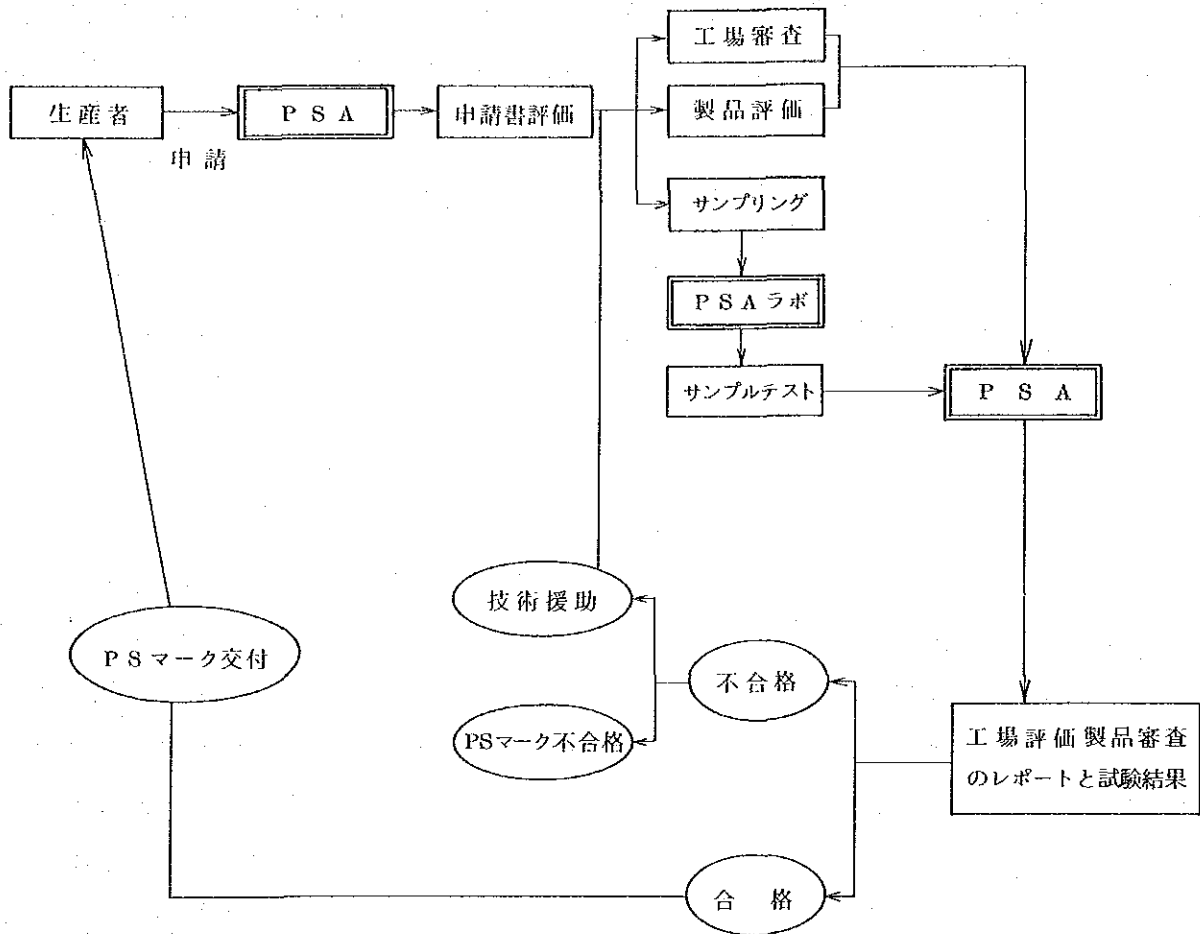 工場審査
生産者
PSA
申請書評価
製品評価
申請
サンプリング
PSAラボ
サンプルテスト
PSA
技術援助
PSマーク交付
不合格
PSマーク不合格
工場評価製品審査
のレポートと試験結果
合格